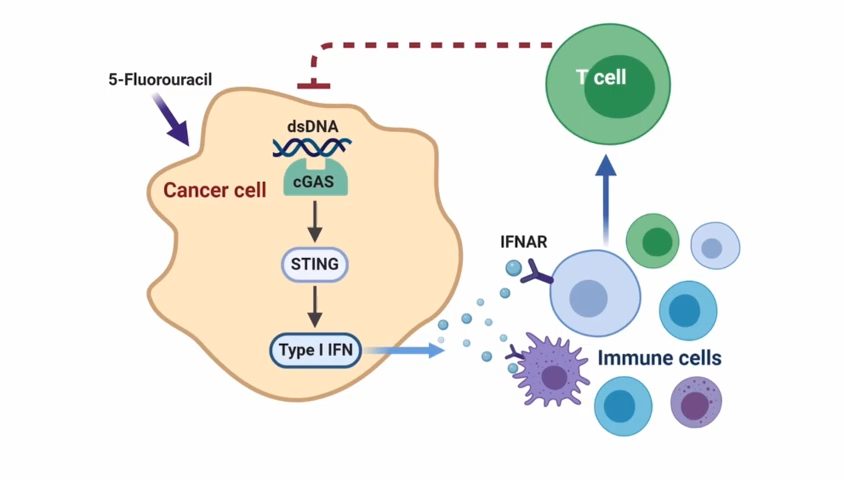 5-Fluorouracil
T cell
dsDNA
cGAS
Cancer cell
STING
IFNAR
Type I IFN
Immune cells